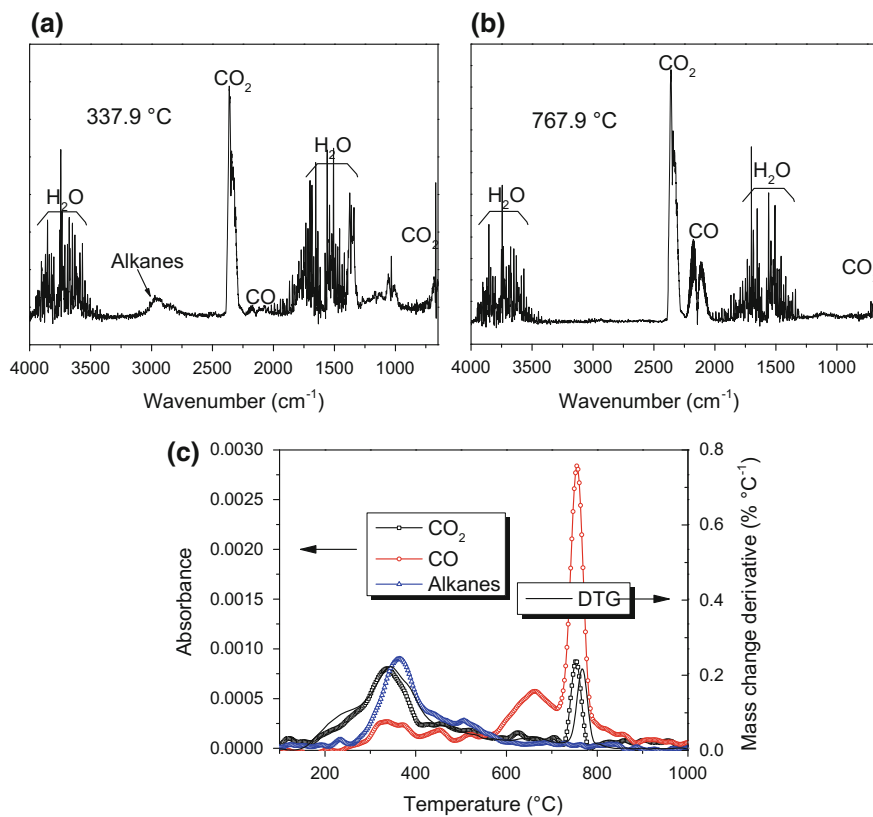 (a)
337.9 °C
CO₂
H₂O
H₂O
Alkanes
CO
CO₂
4000 3500 3000 2500 2000 1500 1000
Wavenumber (cm⁻¹)
(b)
767.9 °C
CO₂
H₂O
CO
H₂O
CO
4000 3500 3000 2500 2000 1500 1000
Wavenumber (cm⁻¹)
(c)
0.0030
0.0025
0.0020
0.0015
0.0010
0.0005
0.0000
Absorbance
CO₂
CO
Alkanes
DTG
0.8
0.6
0.4
0.2
0.0
Mass change derivative (% °C⁻¹)
200 400 600 800 1000
Temperature (°C)